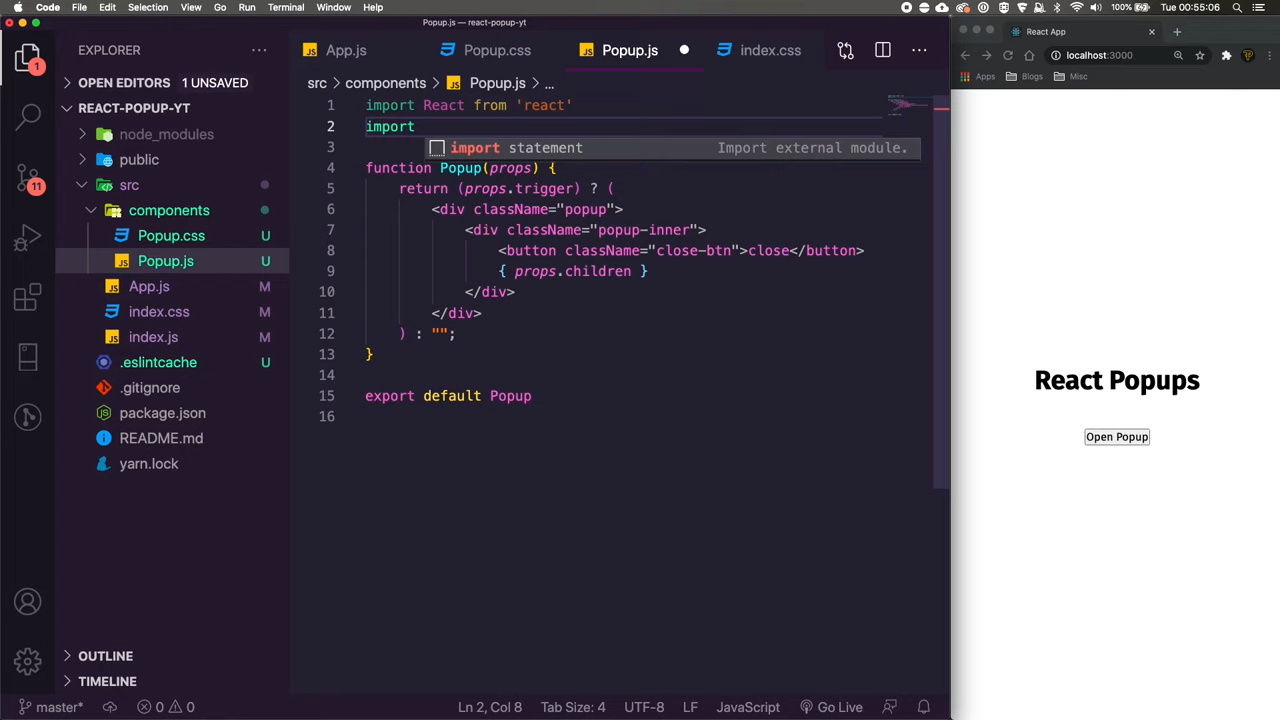 Code File Edit Selection View Go Run Terminal Window Help
100% Tue 20:55:06
Popup.js — react-popup-yt
EXPLORER
OPEN EDITORS 1 UNSAVED
REACT-POPUP-YT
node_modules
public
src
components
Popup.css U
Popup.js U
App.js M
index.css M
index.js M
.eslintcache U
.gitignore
package.json
README.md
yarn.lock
OUTLINE
TIMELINE
1
11
App.js Popup.css Popup.js index.css
src > components > Popup.js > ...
1 import React from 'react'
2 import
import statement Import external module.
3
4 function Popup(props) {
5 return (props.trigger) ? (
6 <div className="popup">
7 <div className="popup-inner">
8 <button className="close-btn">close</button>
9 { props.children }
10 </div>
11 </div>
12 ) : "";
13 }
14
15 export default Popup
16
master* 0 0 Ln 2, Col 8 Tab Size: 4 UTF-8 LF JavaScript Go Live
React App
localhost:3000
Apps Blogs Misc
React Popups
Open Popup